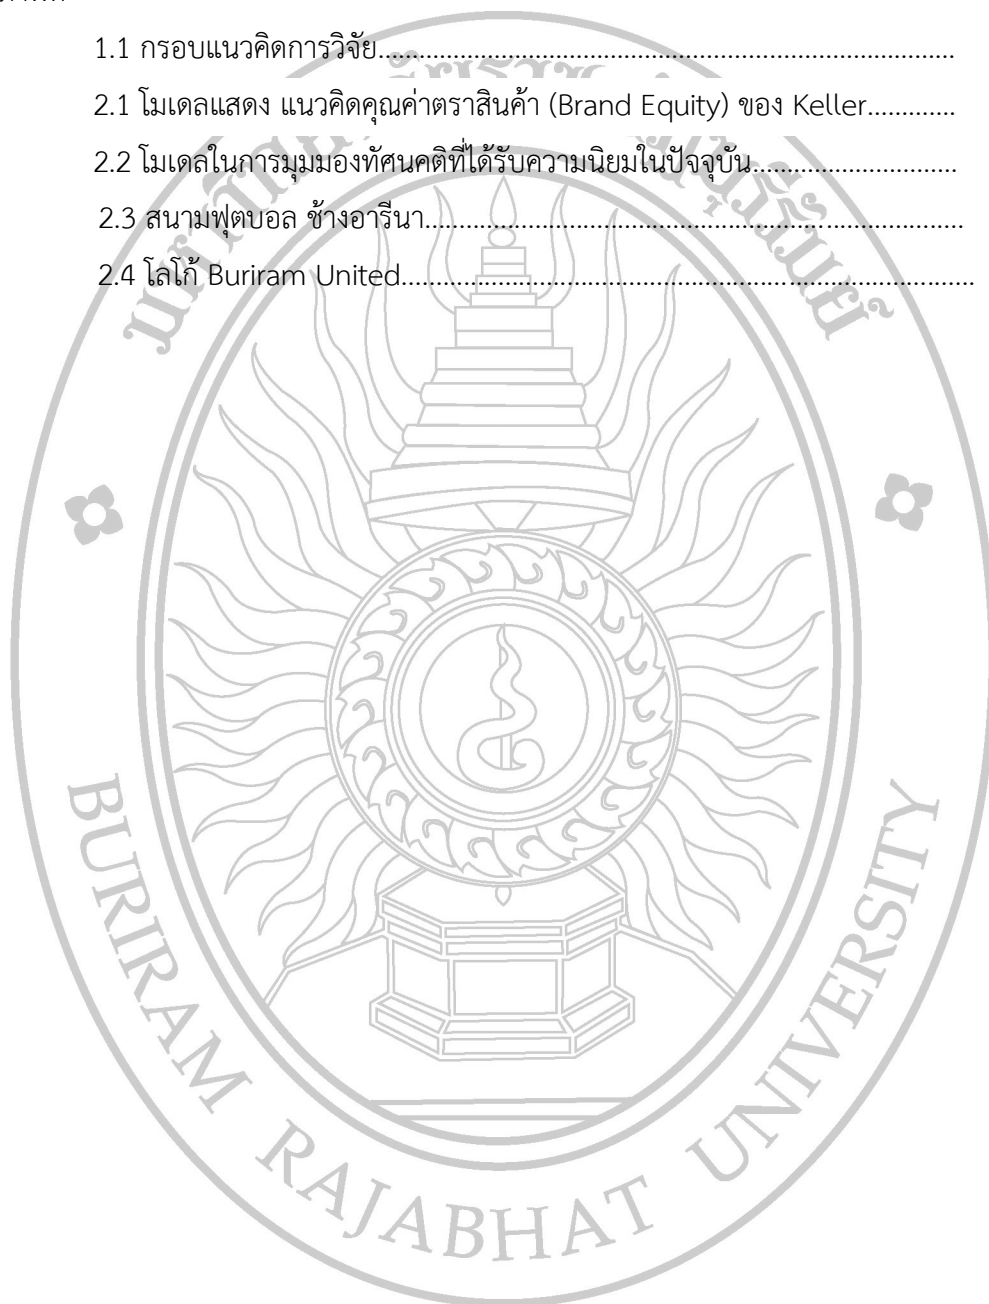 1.1 กรอบแนวคิดการวิจัย......................................................................
2.1 โมเดลแสดง แนวคิดคุณค่าตราสินค้า (Brand Equity) ของ Keller.............
2.2 โมเดลในการมุมมองทัศนคติที่ได้รับความนิยมในปัจจุบัน.............................
2.3 สนามฟุตบอล ช้างอารีนา..................................................................
2.4 โลโก้ Buriram United......................................................................
BURIRAM RAJABHAT UNIVERSITY